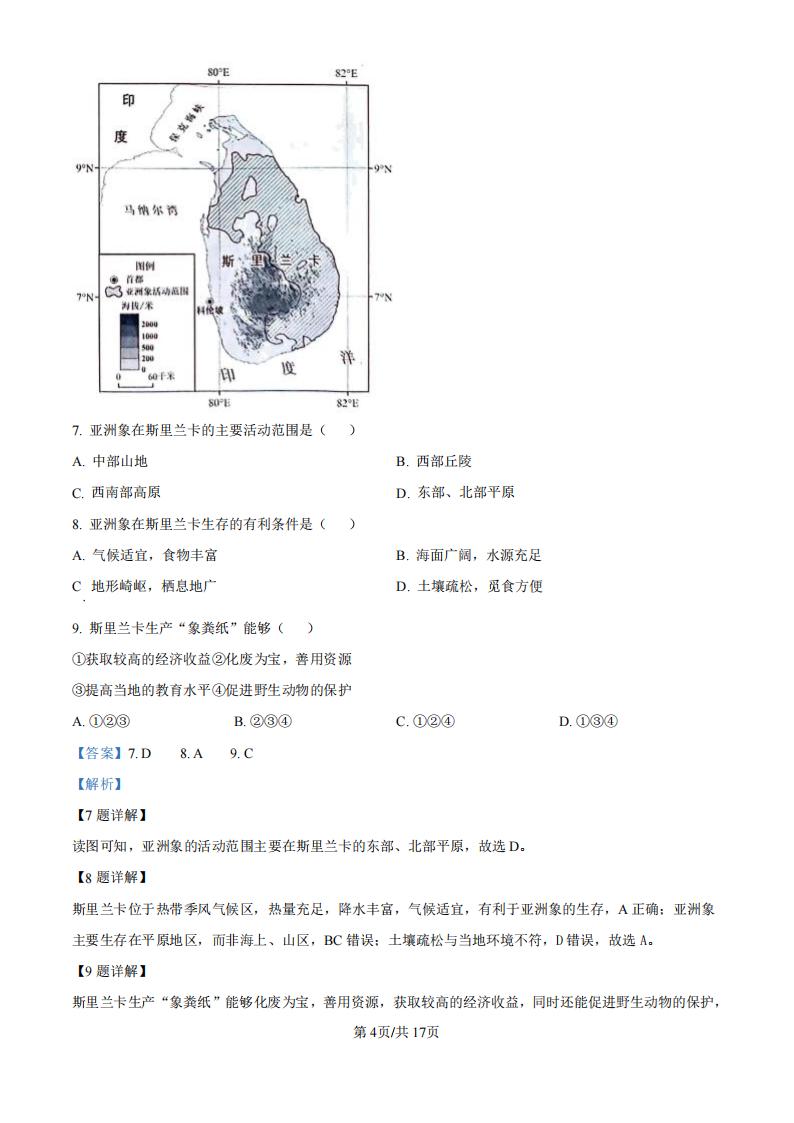 80°E 82°E
印
度
保克海峡
9°N 9°N
马纳尔湾
斯里兰卡
图例
首都
亚洲象活动范围
海拔/米
2000
1000
500
200
0
0 60千米
7°N 7°N
科伦坡
印度洋
80°E 82°E
7. 亚洲象在斯里兰卡的主要活动范围是（ ）
A. 中部山地 B. 西部丘陵
C. 西南部高原 D. 东部、北部平原
8. 亚洲象在斯里兰卡生存的有利条件是（ ）
A. 气候适宜，食物丰富 B. 海面广阔，水源充足
C. 地形崎岖，栖息地广 D. 土壤疏松，觅食方便
9. 斯里兰卡生产“象粪纸”能够（ ）
①获取较高的经济收益②化废为宝，善用资源
③提高当地的教育水平④促进野生动物的保护
A. ①②③ B. ②③④ C. ①②④ D. ①③④
【答案】7. D 8. A 9. C
【解析】
【7 题详解】
读图可知，亚洲象的活动范围主要在斯里兰卡的东部、北部平原，故选 D。
【8 题详解】
斯里兰卡位于热带季风气候区，热量充足，降水丰富，气候适宜，有利于亚洲象的生存，A 正确；亚洲象
主要生存在平原地区，而非海上、山区，BC 错误；土壤疏松与当地环境不符，D 错误，故选 A。
【9 题详解】
斯里兰卡生产“象粪纸”能够化废为宝，善用资源，获取较高的经济收益，同时还能促进野生动物的保护，
第 4页/共 17页